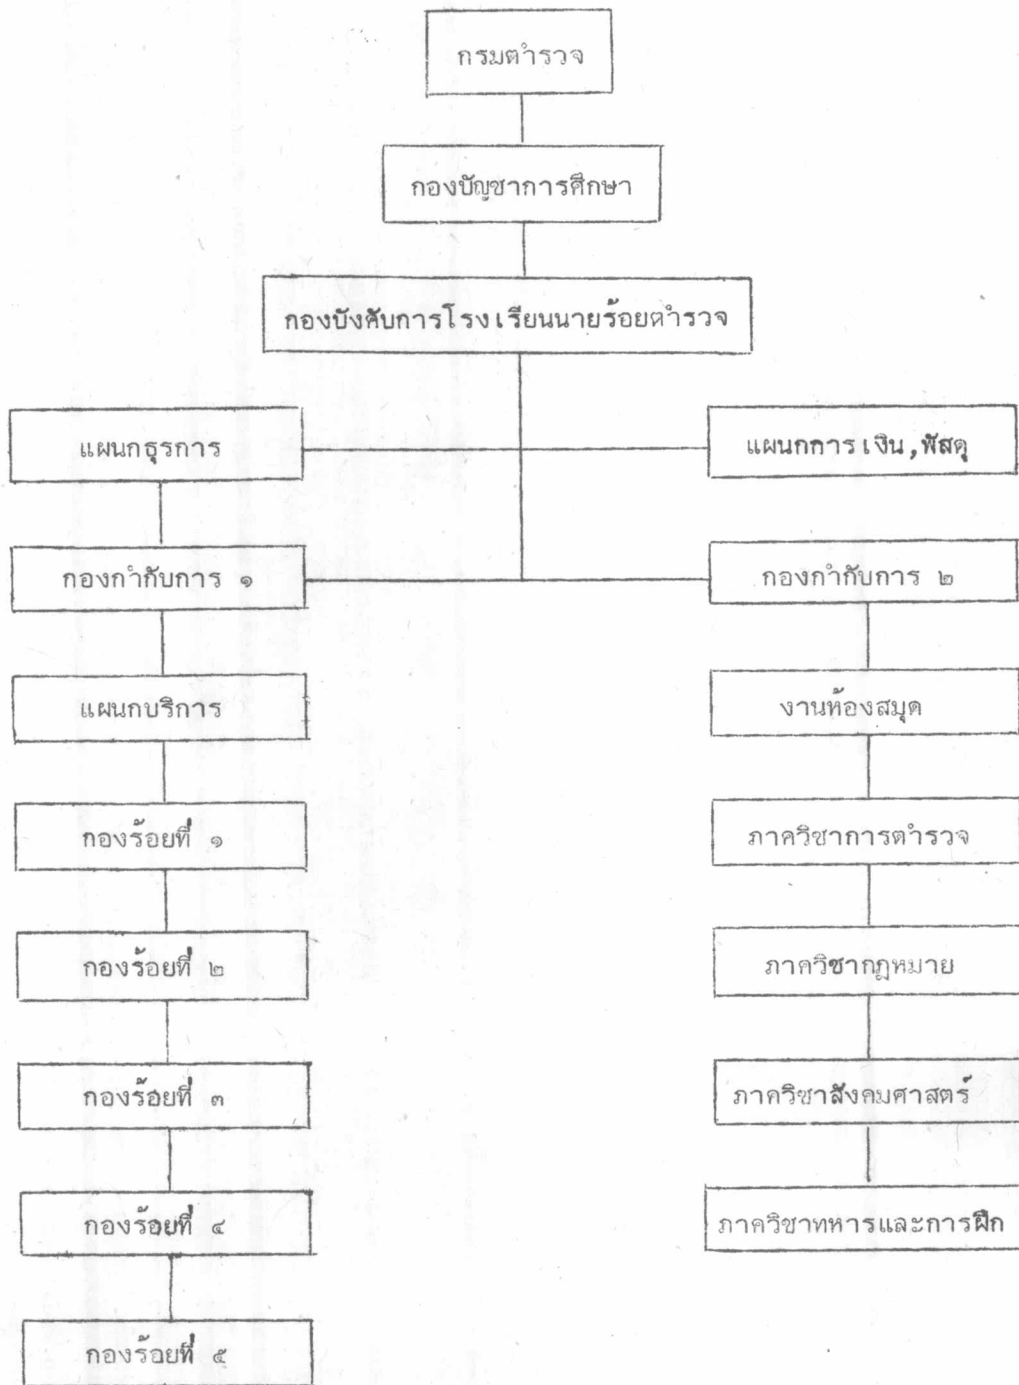 กรมตำรวจ
กองบัญชาการศึกษา
กองบังคับการโรงเรียนนายร้อยตำรวจ
แผนกธุรการ
แผนกการเงิน,พัสดุ
กองกำกับการ ๑
กองกำกับการ ๒
แผนกบริการ
งานห้องสมุด
กองร้อยที่ ๑
ภาควิชาการตำรวจ
กองร้อยที่ ๒
ภาควิชากฎหมาย
กองร้อยที่ ๓
ภาควิชาสังคมศาสตร์
กองร้อยที่ ๔
ภาควิชาทหารและการฝึก
กองร้อยที่ ๕